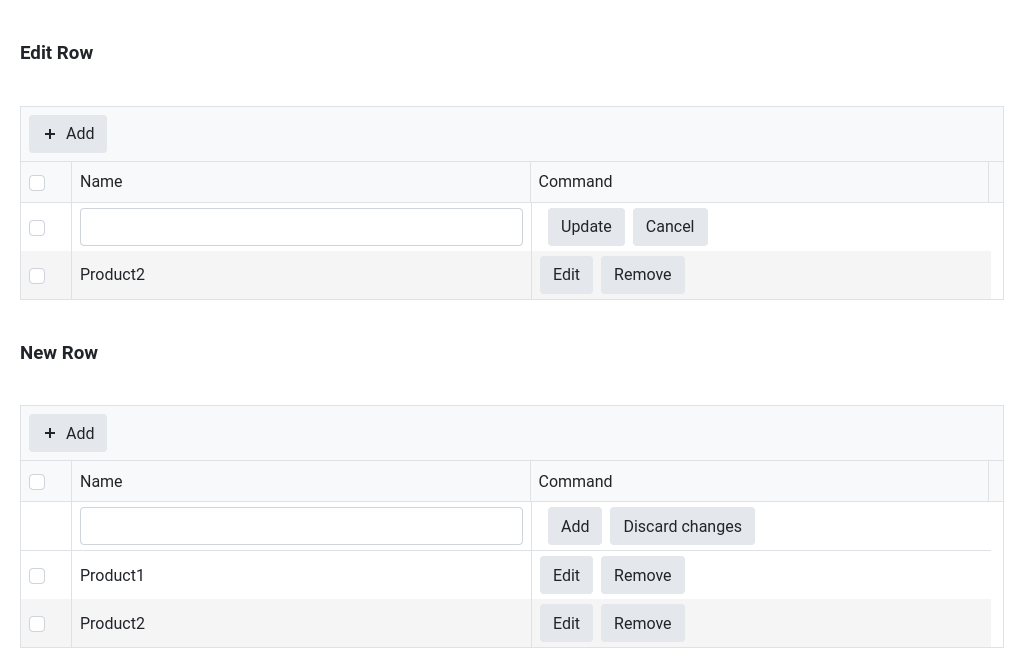 Edit Row
+ Add
Name Command
Update Cancel
Product2 Edit Remove
New Row
+ Add
Name Command
Add Discard changes
Product1 Edit Remove
Product2 Edit Remove